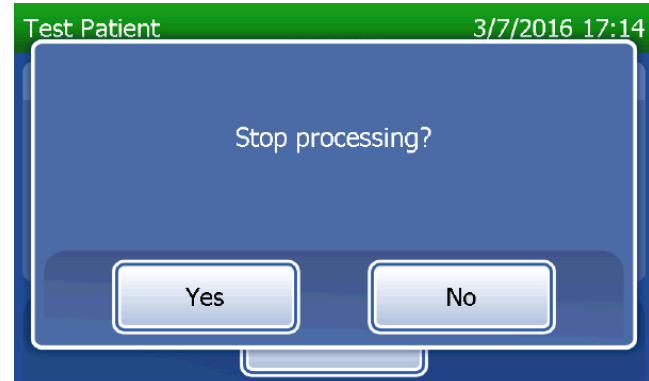 Test Patient 3/7/2016 17:14
Stop processing?
Yes No